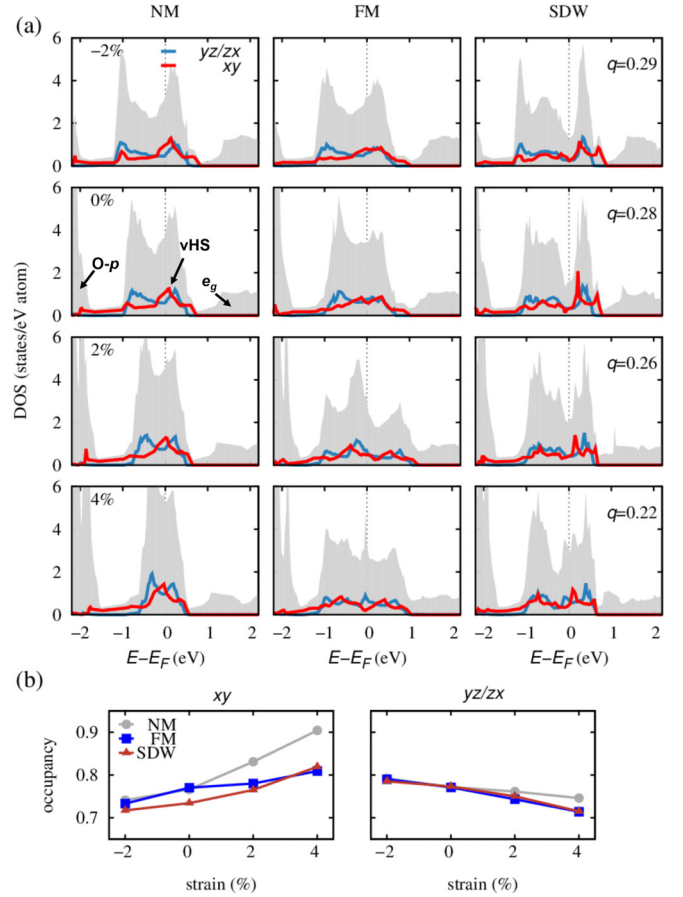 NM FM SDW
(a)
6 −2% yz/zx q=0.29
4 xy
2
0
6 0% q=0.28
4 O-p vHS eg
2
0
6 2% q=0.26
4
2
0
6 4% q=0.22
4
2
0
DOS (states/eV atom)
−2 −1 0 1 2 −2 −1 0 1 2 −2 −1 0 1 2
E−EF (eV) E−EF (eV) E−EF (eV)
(b) xy yz/zx
0.9 NM
FM
SDW
0.8
0.7
occupancy
−2 0 2 4 −2 0 2 4
strain (%) strain (%)